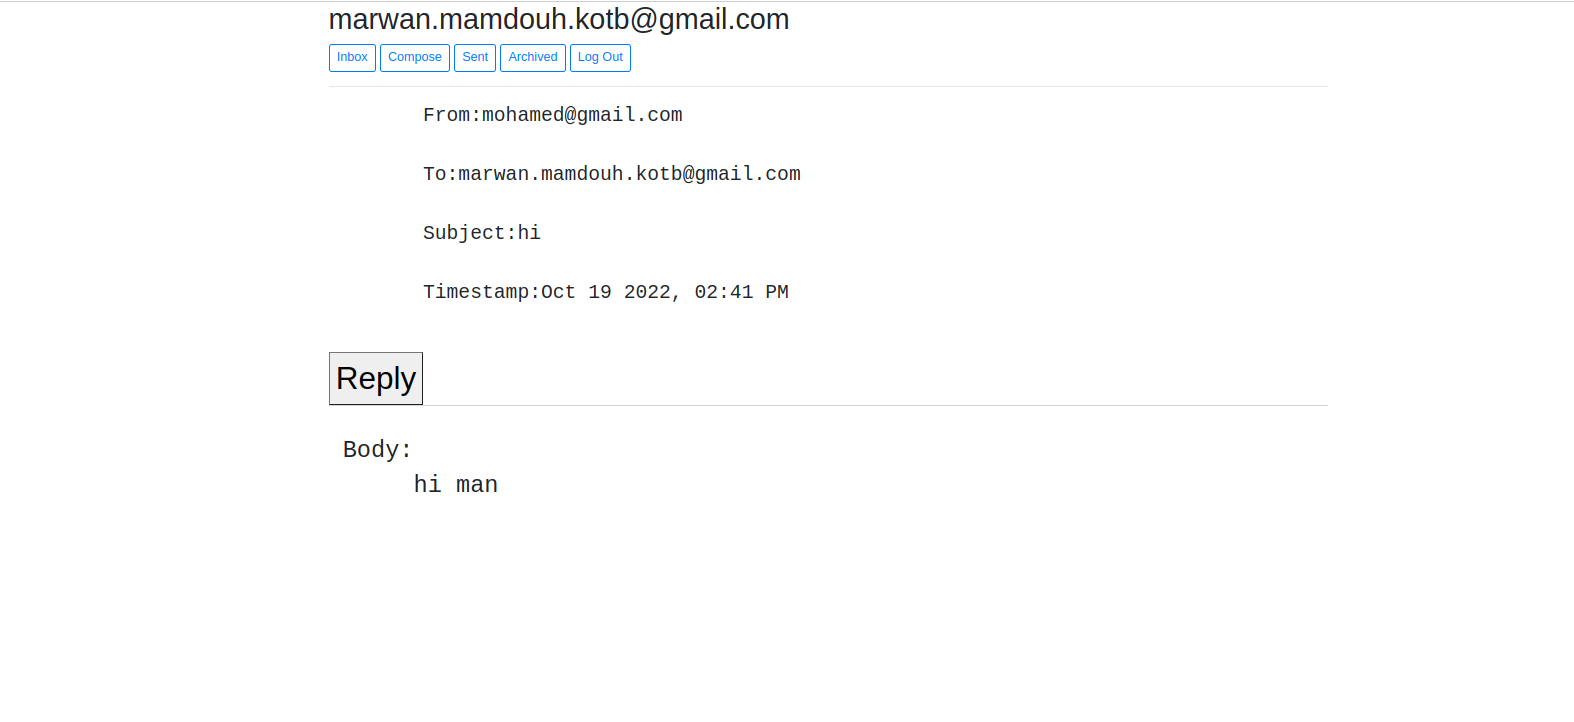 marwan.mamdouh.kotb@gmail.com
Inbox Compose Sent Archived Log Out
From:mohamed@gmail.com
To:marwan.mamdouh.kotb@gmail.com
Subject:hi
Timestamp:Oct 19 2022, 02:41 PM
Reply
Body:
hi man